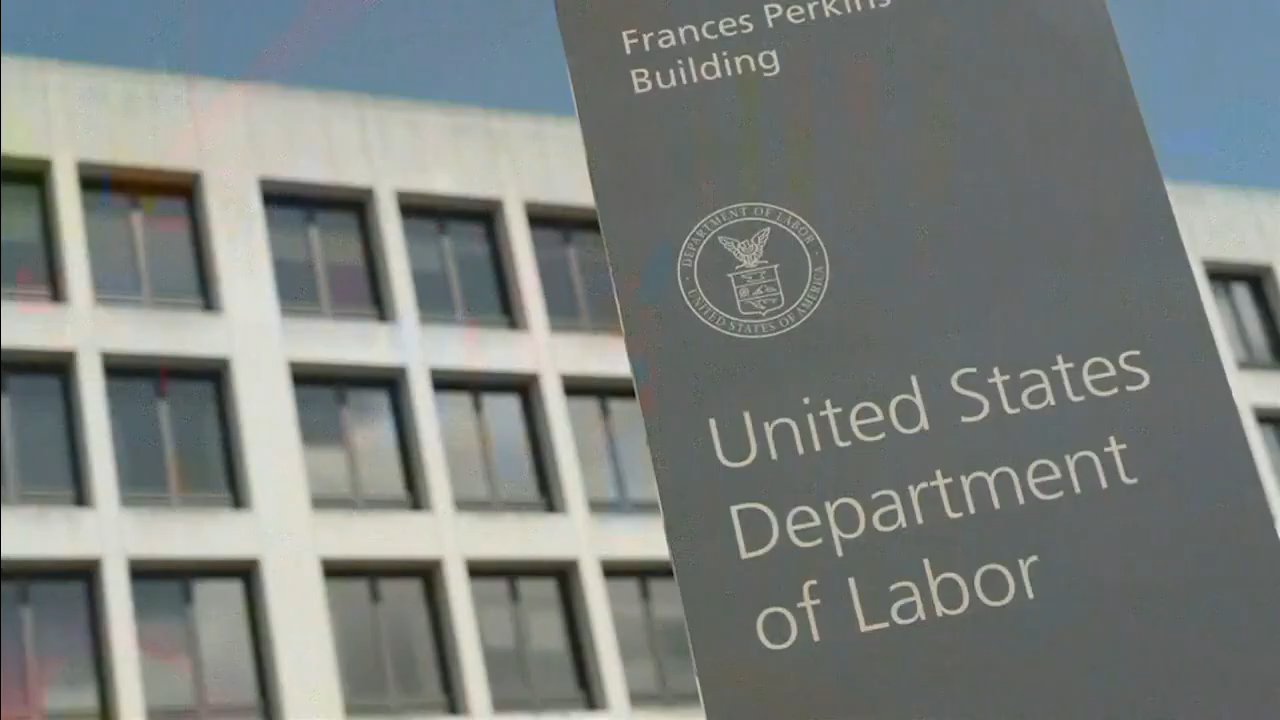 Frances Perkins
Building
DEPARTMENT OF LABOR
UNITED STATES OF AMERICA
United States
Department
of Labor